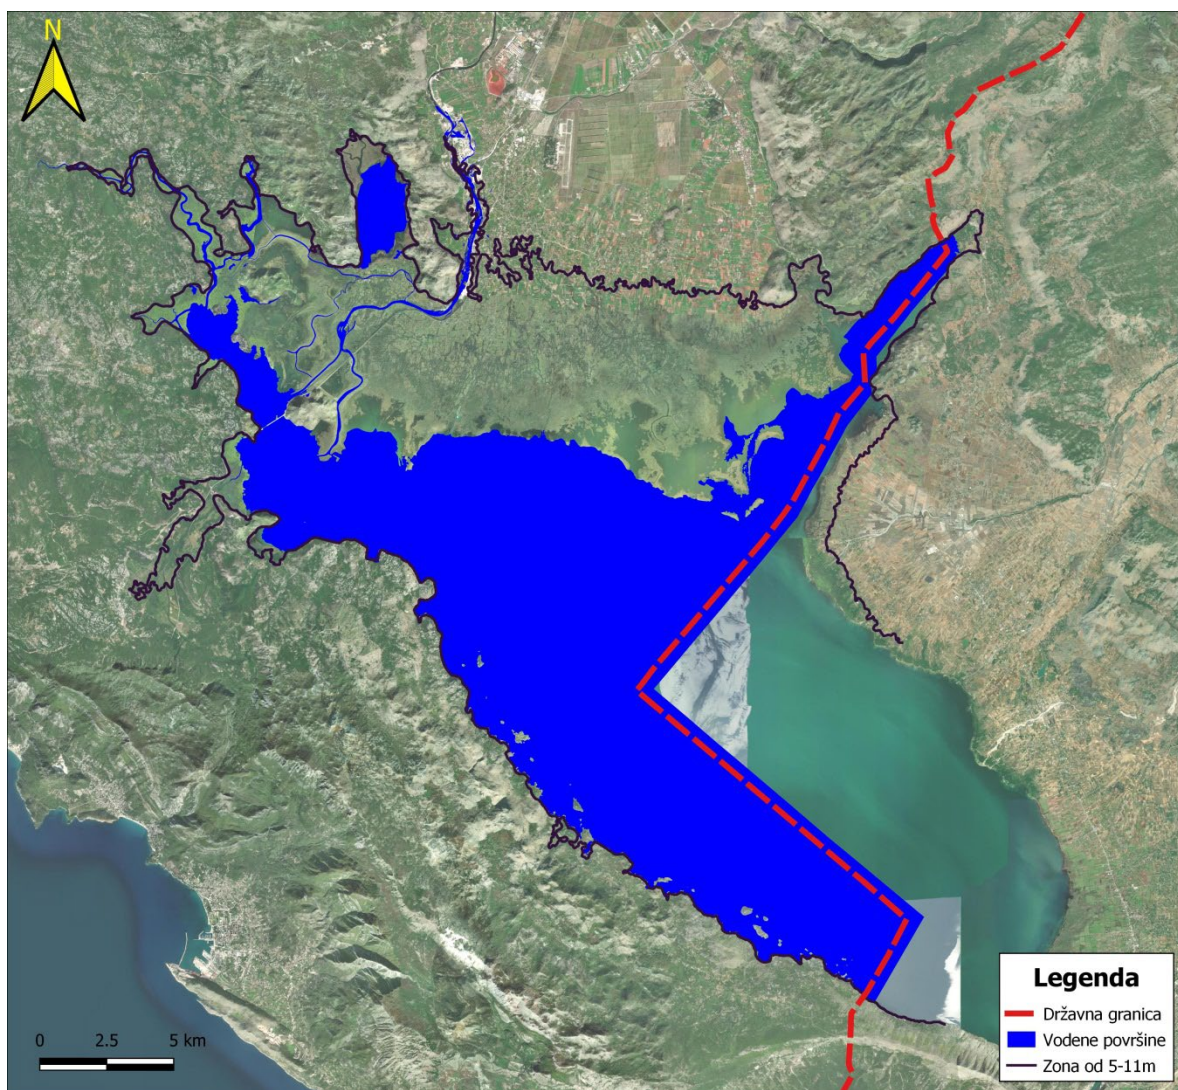 N
Legenda
Državna granica
Vodene površine
Zona od 5-11m
0 2.5 5 km